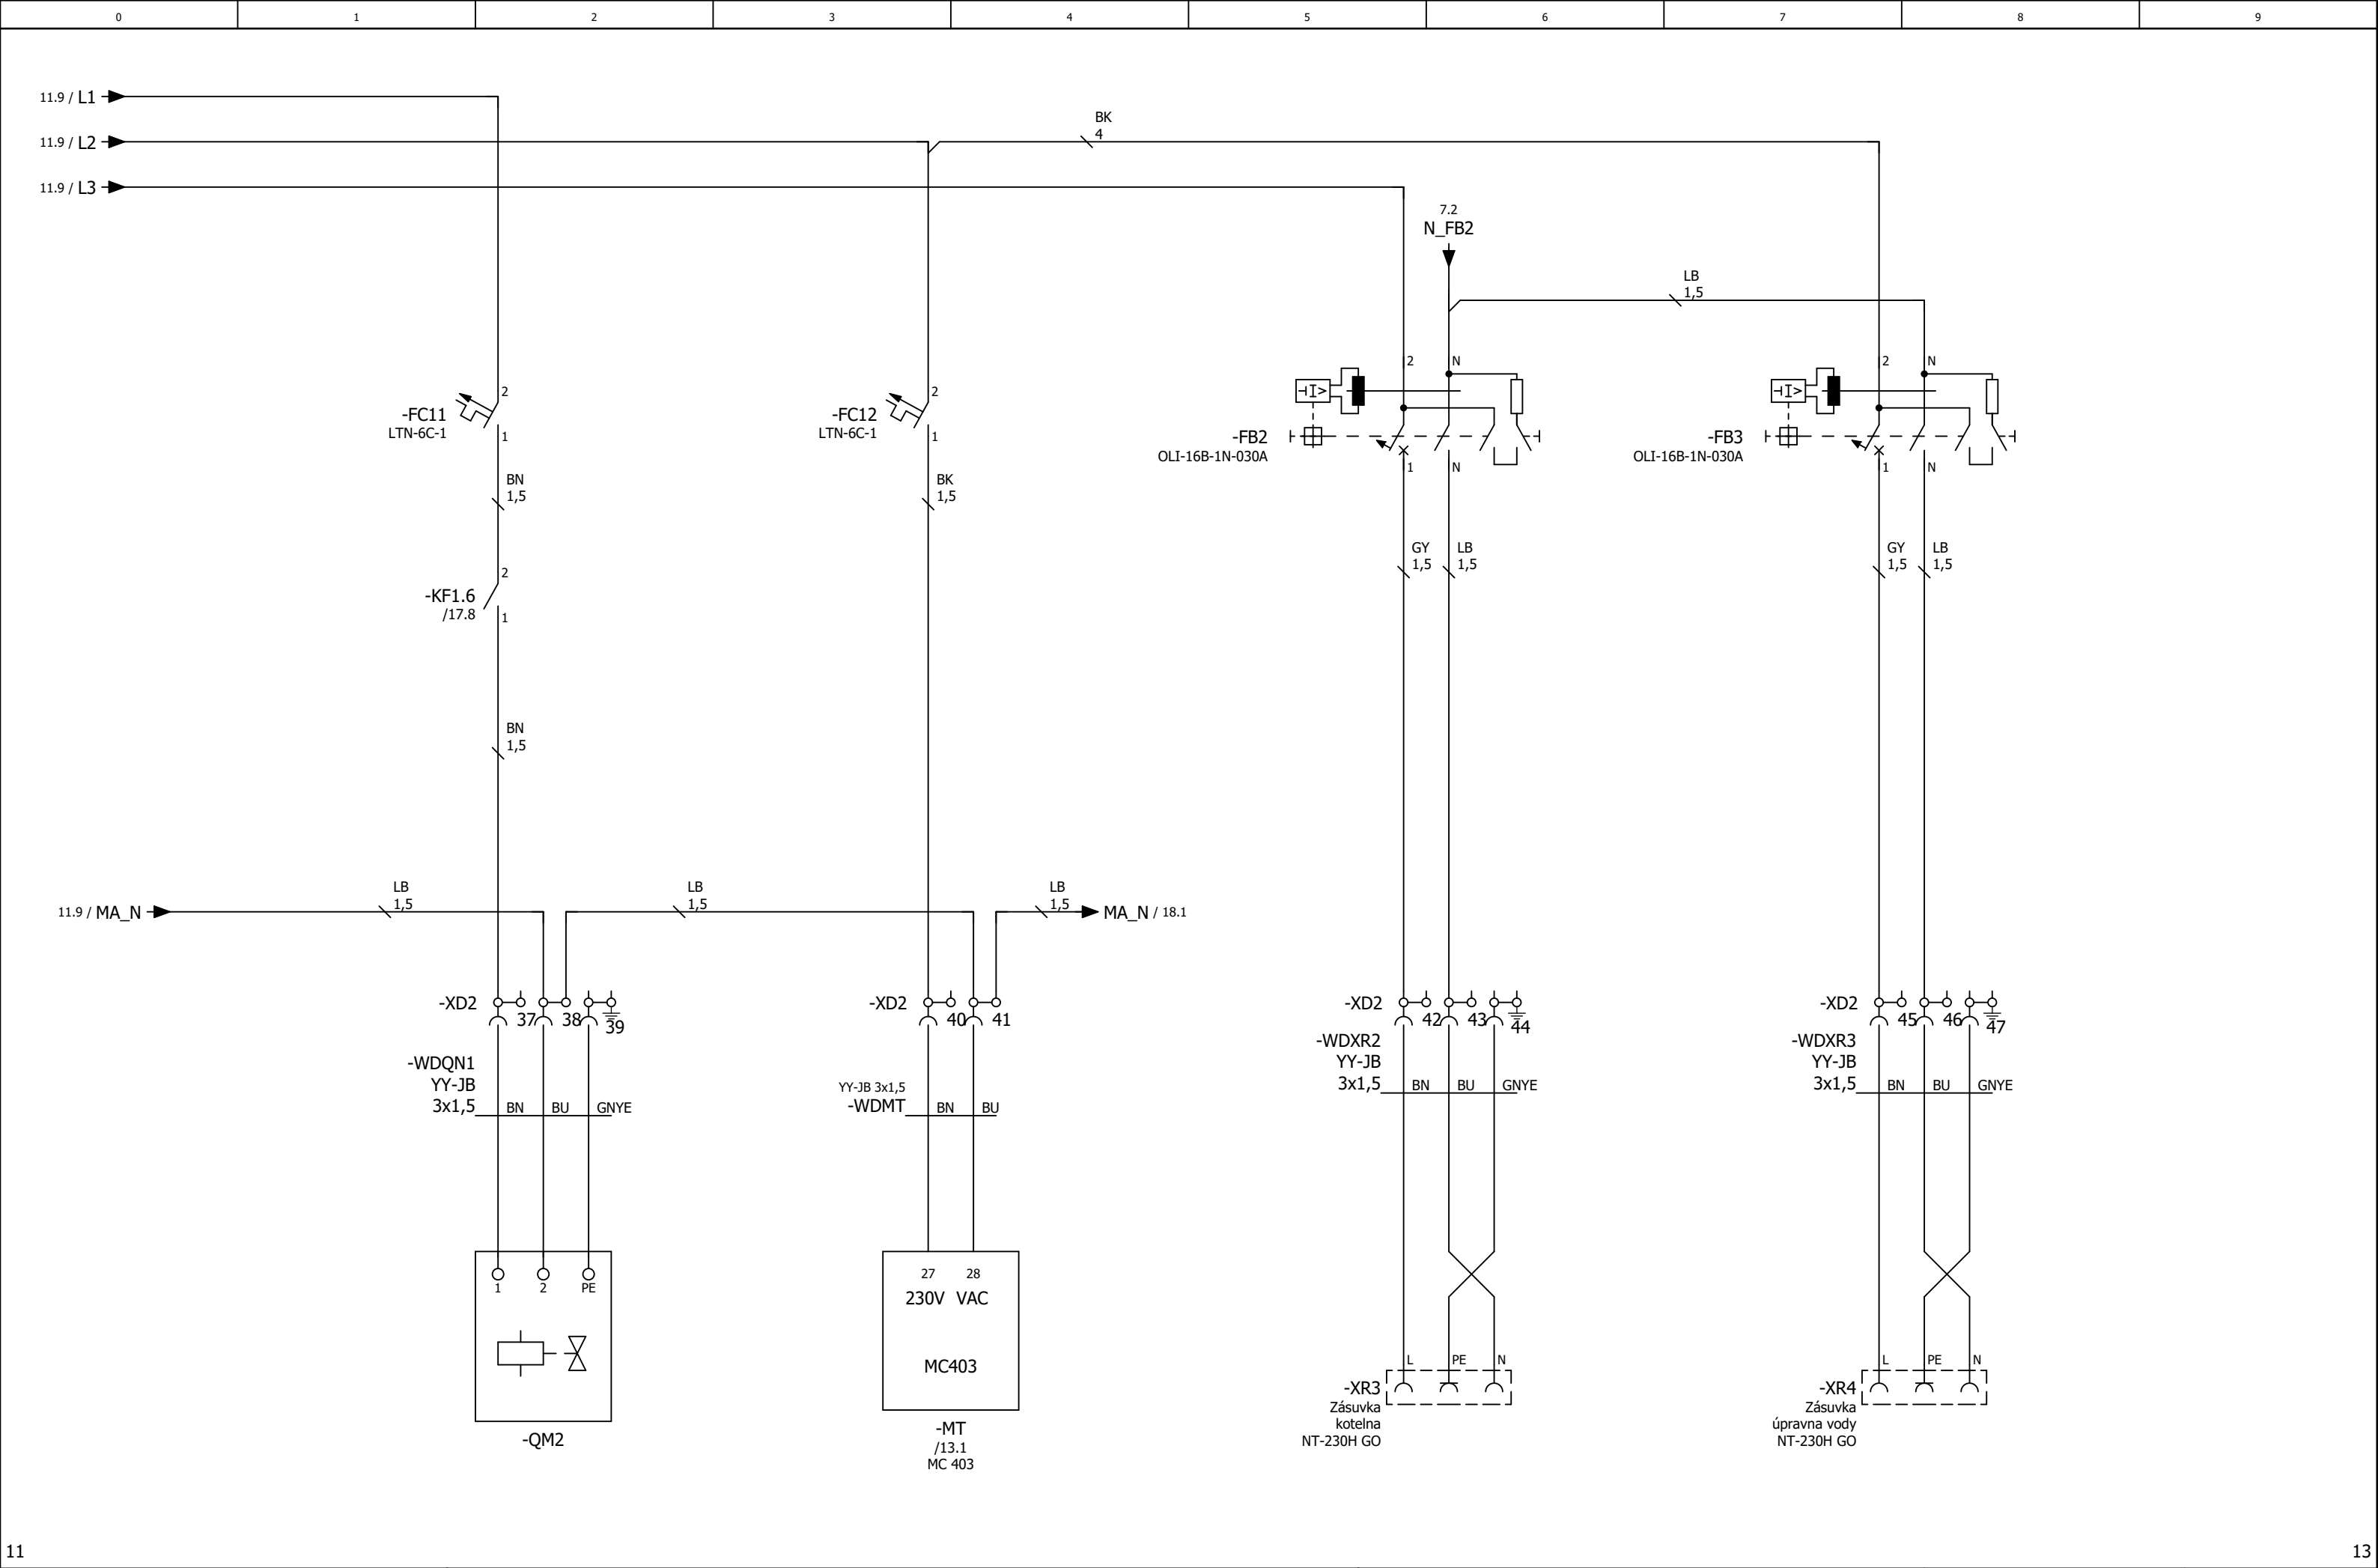 0 1 2 3 4 5 6 7 8 9
11.9 / L1
BK
11.9 / L2
4
11.9 / L3
7.2
N_FB2
LB
1,5
2 N
2 N
2
-FC11
LTN-6C-1
1
2
-FC12
LTN-6C-1
1
I>
-FB2
OLI-16B-1N-030A
1 N
I>
-FB3
OLI-16B-1N-030A
1 N
BN
1,5
BK
1,5
GY LB
1,5 1,5
GY LB
1,5 1,5
2
-KF1.6
/17.8
1
BN
1,5
LB
1,5
LB
1,5
LB
1,5
11.9 / MA_N
MA_N / 18.1
-XD2
37 38 39
-XD2
40 41
-XD2
42 43 44
-XD2
45 46 47
-WDQN1
YY-JB
3x1,5
BN BU GNYE
YY-JB 3x1,5
-WDMT
BN BU
-WDXR2
YY-JB
3x1,5
BN BU GNYE
-WDXR3
YY-JB
3x1,5
BN BU GNYE
1 2 PE
-QM2
27 28
230V VAC
MC403
-MT
/13.1
MC 403
L PE N
-XR3
Zásuvka
kotelna
NT-230H GO
L PE N
-XR4
Zásuvka
úpravna vody
NT-230H GO
11
13